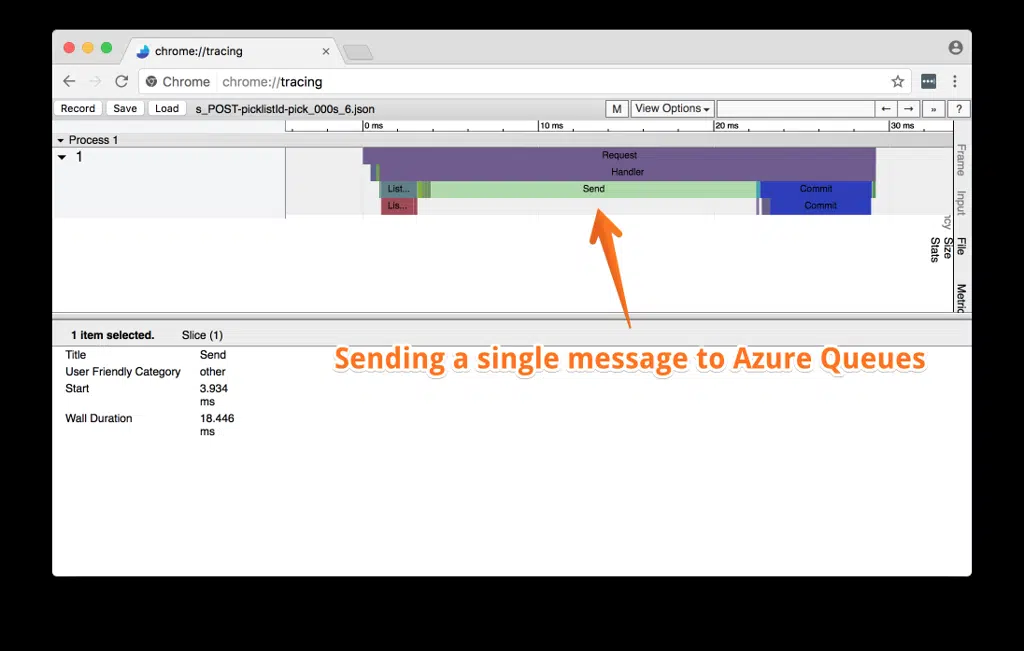 chrome://tracing
Chrome chrome://tracing
Record Save Load s_POST-picklistId-pick_000s_6.json M View Options ← → » ?
0 ms 10 ms 20 ms 30 ms
Process 1
1
Request
Handler
List... Send Commit
Lis... Commit
Frame
Input
ncy
File
Size
Stats
Metric
1 item selected. Slice (1)
Title Send
User Friendly Category other
Start 3.934
ms
Wall Duration 18.446
ms
Sending a single message to Azure Queues